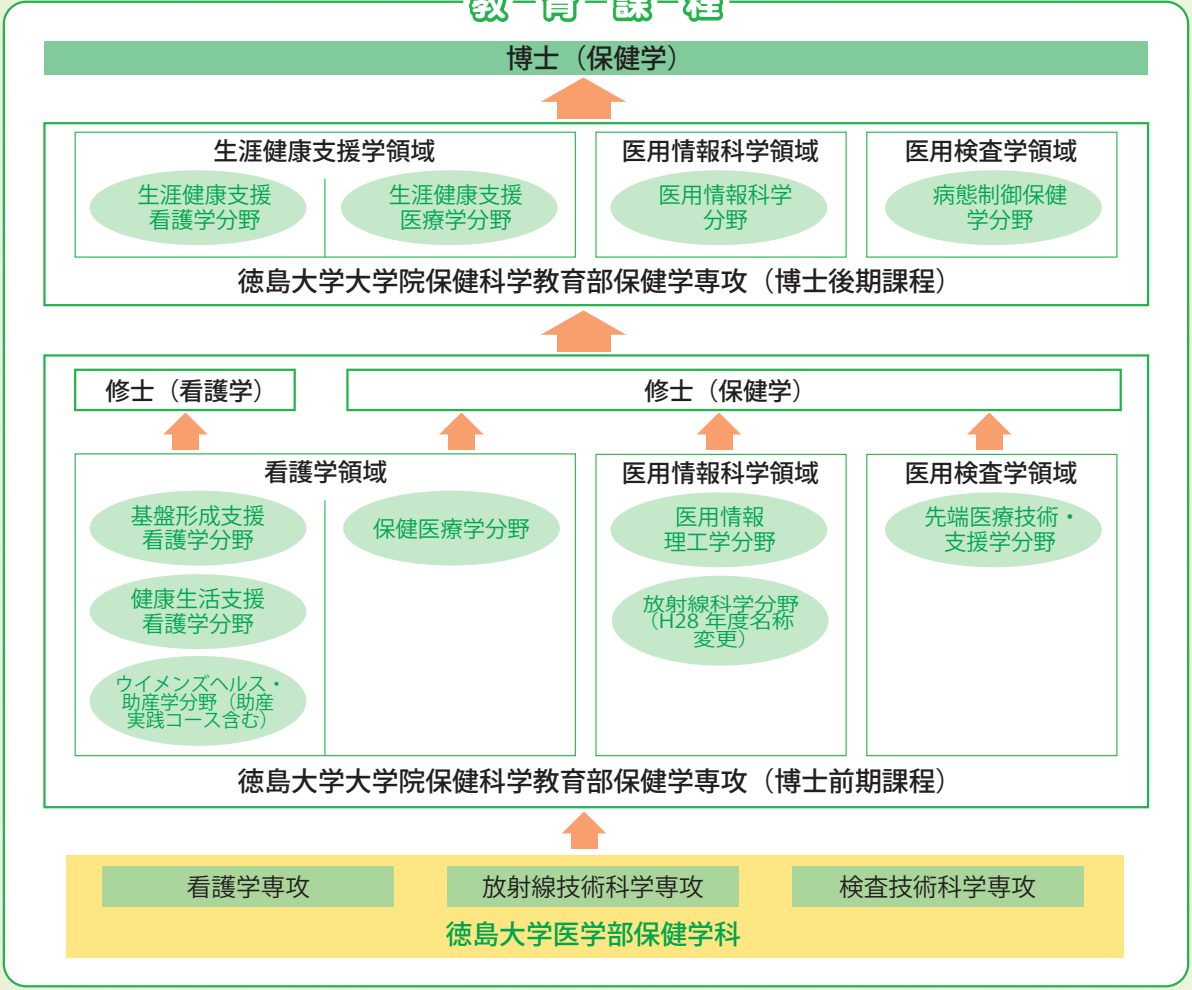 教育課程
博士（保健学）
生涯健康支援学領域
生涯健康支援
看護学分野
生涯健康支援
医療学分野
医用情報科学領域
医用情報科学
分野
医用検査学領域
病態制御保健
学分野
徳島大学大学院保健科学教育部保健学専攻（博士後期課程）
修士（看護学）
修士（保健学）
看護学領域
基盤形成支援
看護学分野
健康生活支援
看護学分野
ウイメンズヘルス・
助産学分野（助産
実践コース含む）
保健医療学分野
医用情報科学領域
医用情報
理工学分野
放射線科学分野
（H28 年度名称
変更）
医用検査学領域
先端医療技術・
支援学分野
徳島大学大学院保健科学教育部保健学専攻（博士前期課程）
看護学専攻
放射線技術科学専攻
検査技術科学専攻
徳島大学医学部保健学科